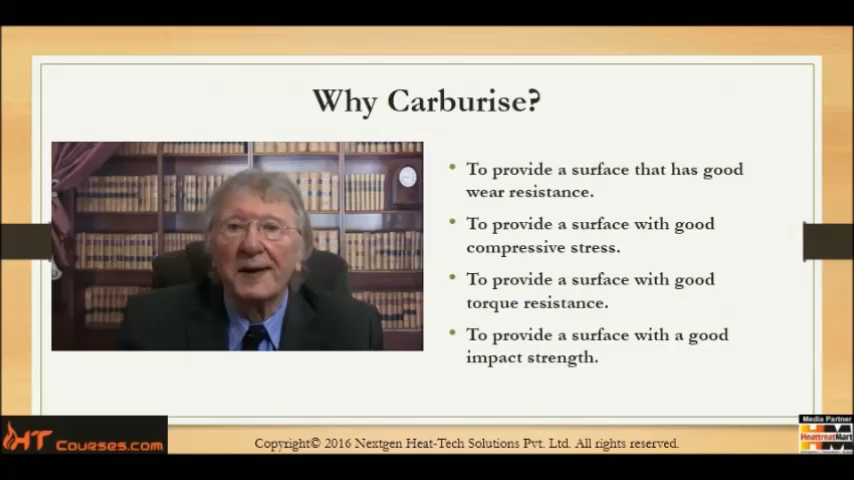 Why Carburise?
• To provide a surface that has good
wear resistance.
• To provide a surface with good
compressive stress.
• To provide a surface with good
torque resistance.
• To provide a surface with a good
impact strength.
HT Courses.com
Copyright© 2016 Nextgen Heat-Tech Solutions Pvt. Ltd. All rights reserved.
Media Partner
HM
HeattreatMart